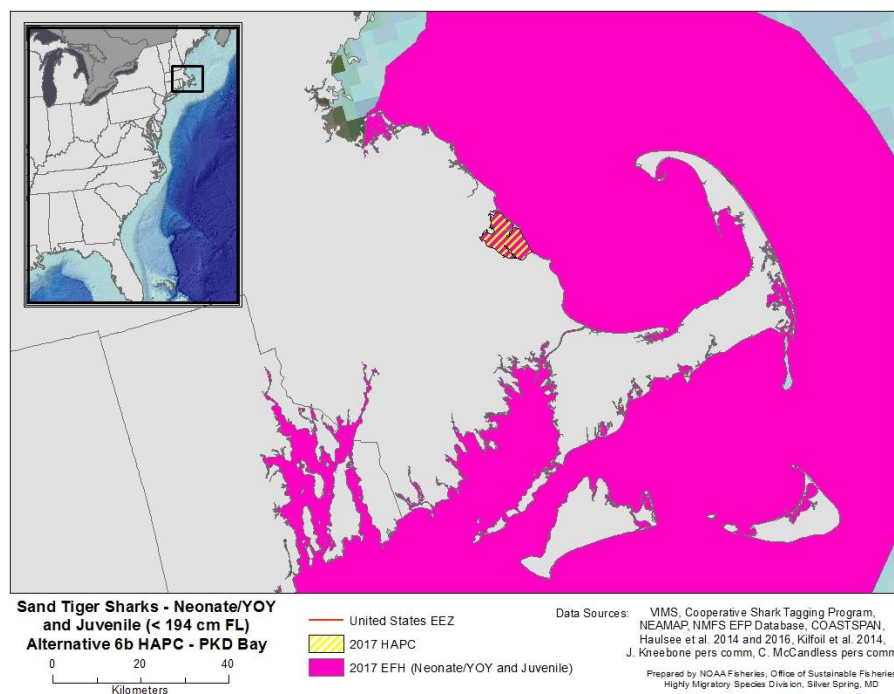 Sand Tiger Sharks - Neonate/YOY
and Juvenile (< 194 cm FL)
Alternative 6b HAPC - PKD Bay
0 20 40
Kilometers
United States EEZ
2017 HAPC
2017 EFH (Neonate/YOY and Juvenile)
Data Sources: VIMS, Cooperative Shark Tagging Program,
NEAMAP, NMFS EFP Database, COASTSPAN,
Haulsee et al. 2014 and 2016, Kilfoil et al. 2014,
J. Kneebone pers comm, C. McCandless pers comm
Prepared by NOAA Fisheries, Office of Sustainable Fisheries
Highly Migratory Species Division, Silver Spring, MD